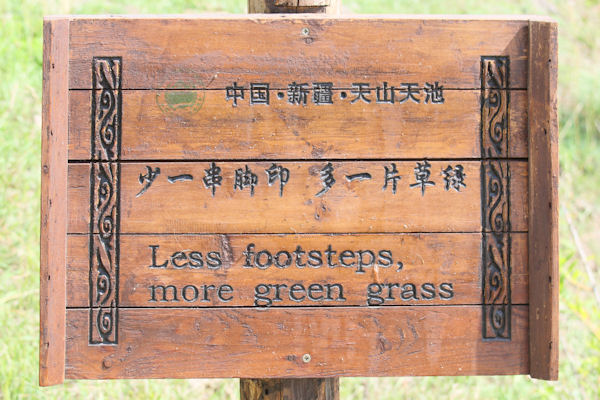 中国·新疆·天山天池
少一串脚印 多一片草绿
Less footsteps,
more green grass